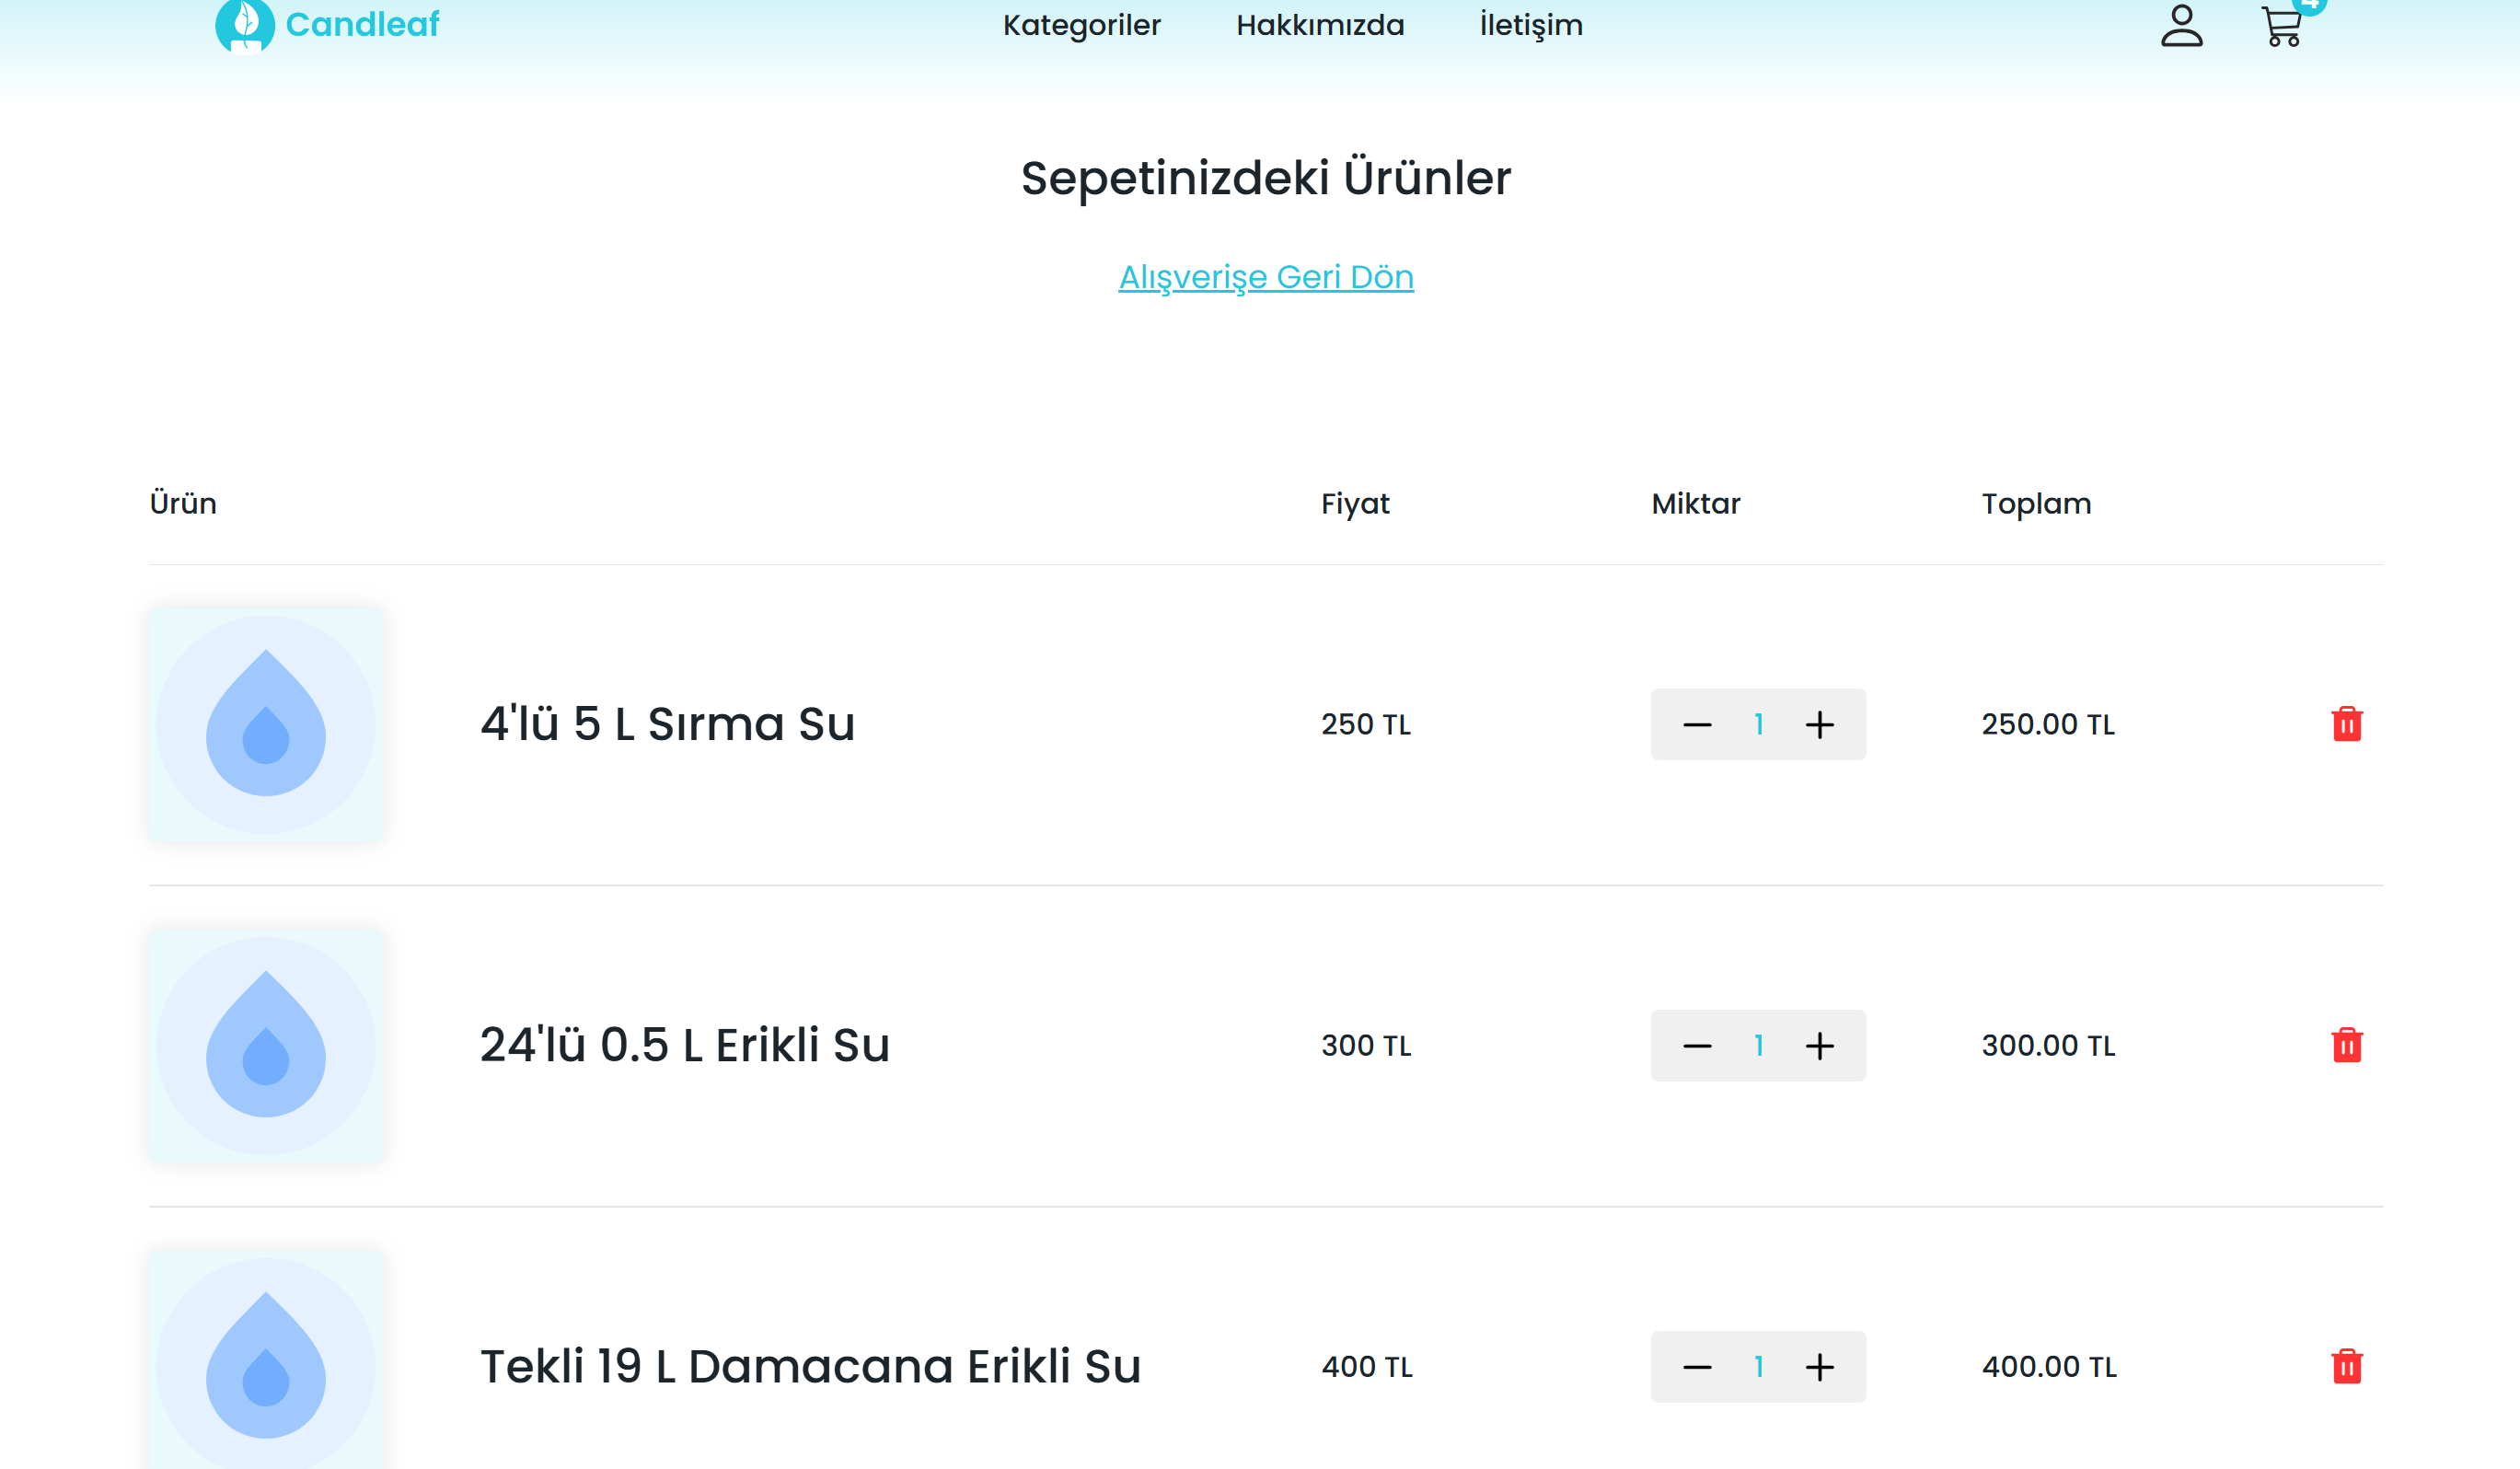 Candleaf
Kategoriler
Hakkımızda
İletişim
Sepetinizdeki Ürünler
Alışverişe Geri Dön
Ürün Fiyat Miktar Toplam
4'lü 5 L Sırma Su 250 TL 1 250.00 TL
24'lü 0.5 L Erikli Su 300 TL 1 300.00 TL
Tekli 19 L Damacana Erikli Su 400 TL 1 400.00 TL